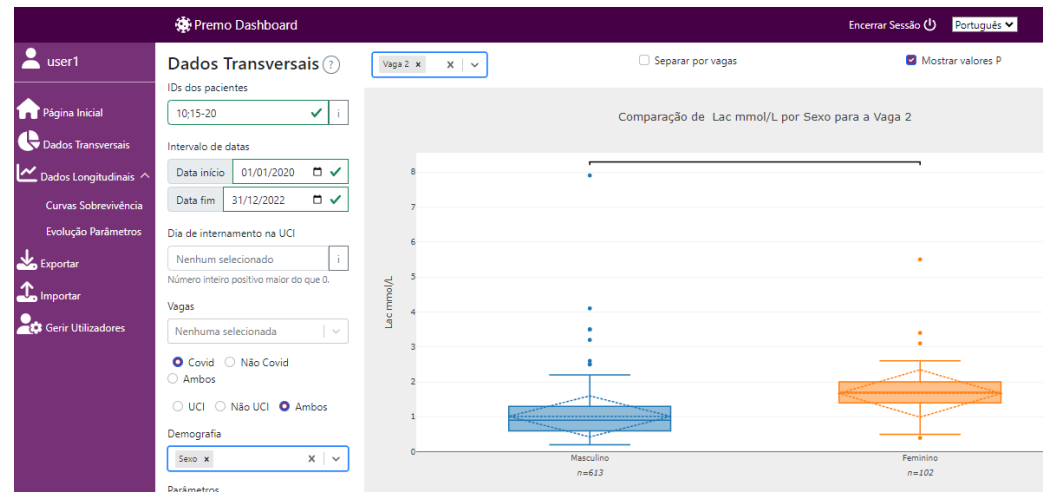 Premo Dashboard
Encerrar Sessão
Português
user1
Página Inicial
Dados Transversais
Dados Longitudinais
Curvas Sobrevivência
Evolução Parâmetros
Exportar
Importar
Gerir Utilizadores
Dados Transversais ?
IDs dos pacientes
10;15-20 i
Intervalo de datas
Data início 01/01/2020
Data fim 31/12/2022
Dia de internamento na UCI
Nenhum selecionado i
Número inteiro positivo maior do que 0.
Vagas
Nenhuma selecionada
Covid Não Covid
Ambos
UCI Não UCI Ambos
Demografia
Sexo x X
Parâmetros
Vaga 2 x X
Separar por vagas
Mostrar valores P
Comparação de Lac mmol/L por Sexo para a Vaga 2
Lac mmol/L
8
7
6
5
4
3
2
1
0
Masculino
n=613
Feminino
n=102